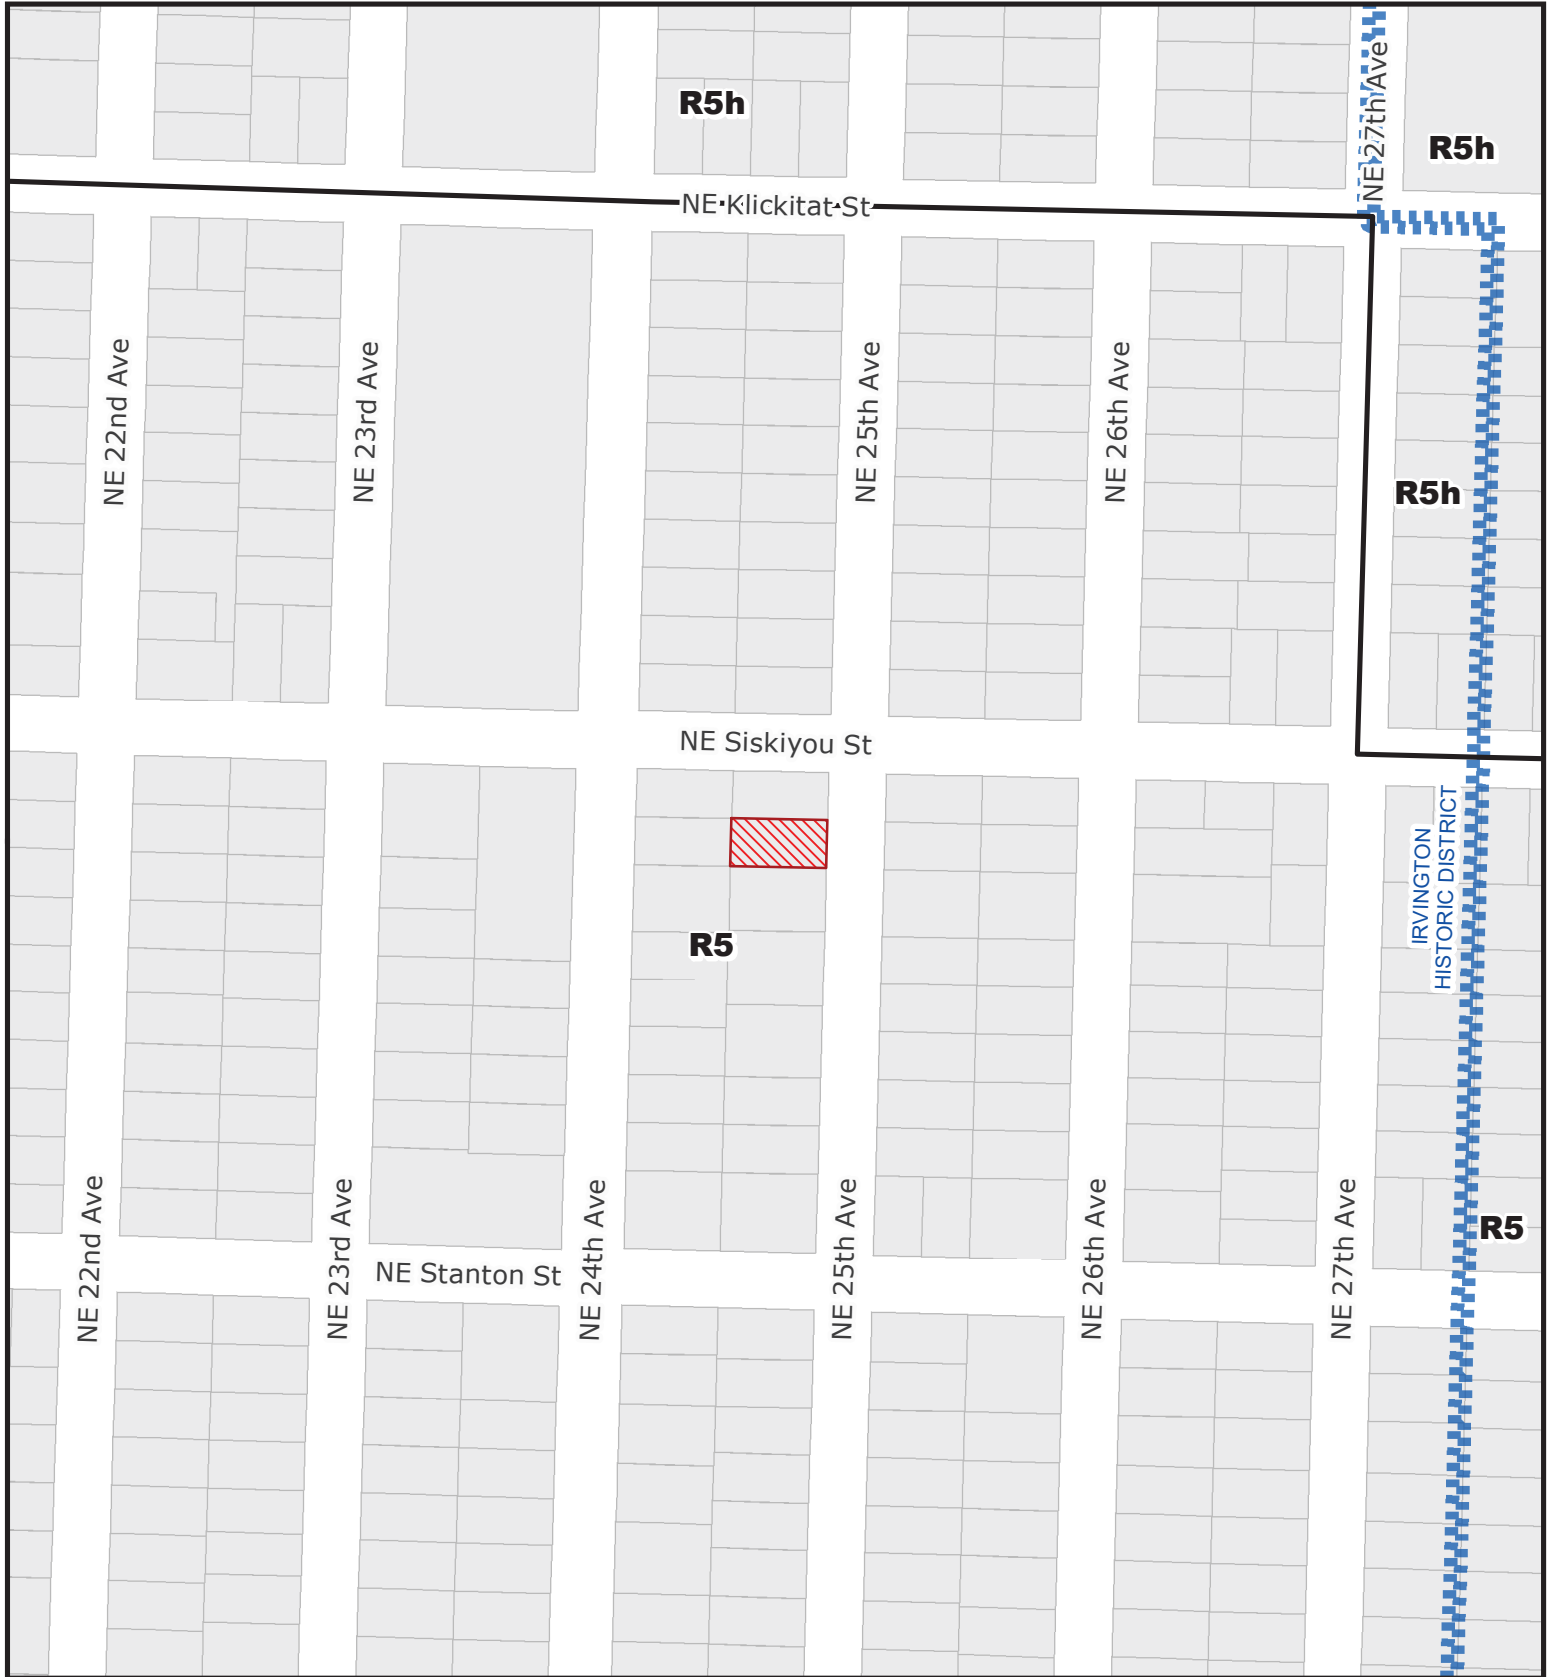 R5h
NE 27th Ave
R5h
NE Klickitat St
NE 22nd Ave
NE 23rd Ave
NE 25th Ave
NE 26th Ave
R5h
NE Siskiyou St
IRVINGTON
HISTORIC DISTRICT
R5
NE 22nd Ave
NE 23rd Ave
NE Stanton St
NE 24th Ave
NE 25th Ave
NE 26th Ave
NE 27th Ave
R5